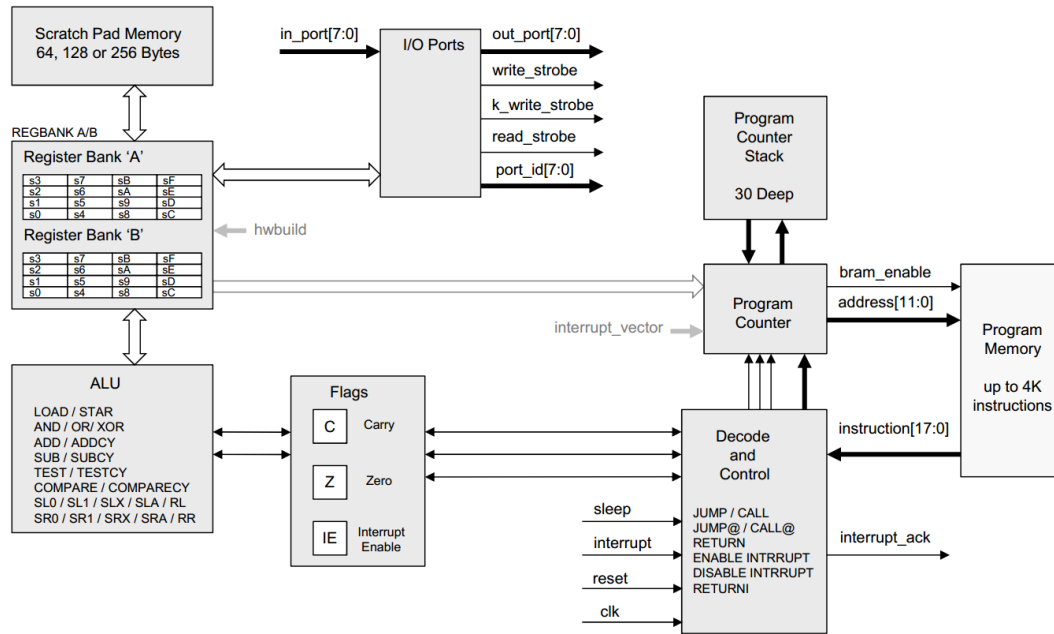 Scratch Pad Memory
64, 128 or 256 Bytes
in_port[7:0]
I/O Ports
out_port[7:0]
write_strobe
k_write_strobe
read_strobe
port_id[7:0]
REGBANK A/B
Register Bank ‘A’
s3 s7 sB sF
s2 s6 sA sE
s1 s5 s9 sD
s0 s4 s8 sC
Register Bank ‘B’
s3 s7 sB sF
s2 s6 sA sE
s1 s5 s9 sD
s0 s4 s8 sC
hwbuild
Program
Counter
Stack
30 Deep
interrupt_vector
Program
Counter
bram_enable
address[11:0]
Program
Memory
up to 4K
instructions
instruction[17:0]
ALU
LOAD / STAR
AND / OR/ XOR
ADD / ADDCY
SUB / SUBCY
TEST / TESTCY
COMPARE / COMPARECY
SL0 / SL1 / SLX / SLA / RL
SR0 / SR1 / SRX / SRA / RR
Flags
C Carry
Z Zero
IE Interrupt
Enable
Decode
and
Control
JUMP / CALL
JUMP@ / CALL@
RETURN
ENABLE INTRRUPT
DISABLE INTRRUPT
RETURNI
sleep
interrupt
reset
clk
interrupt_ack